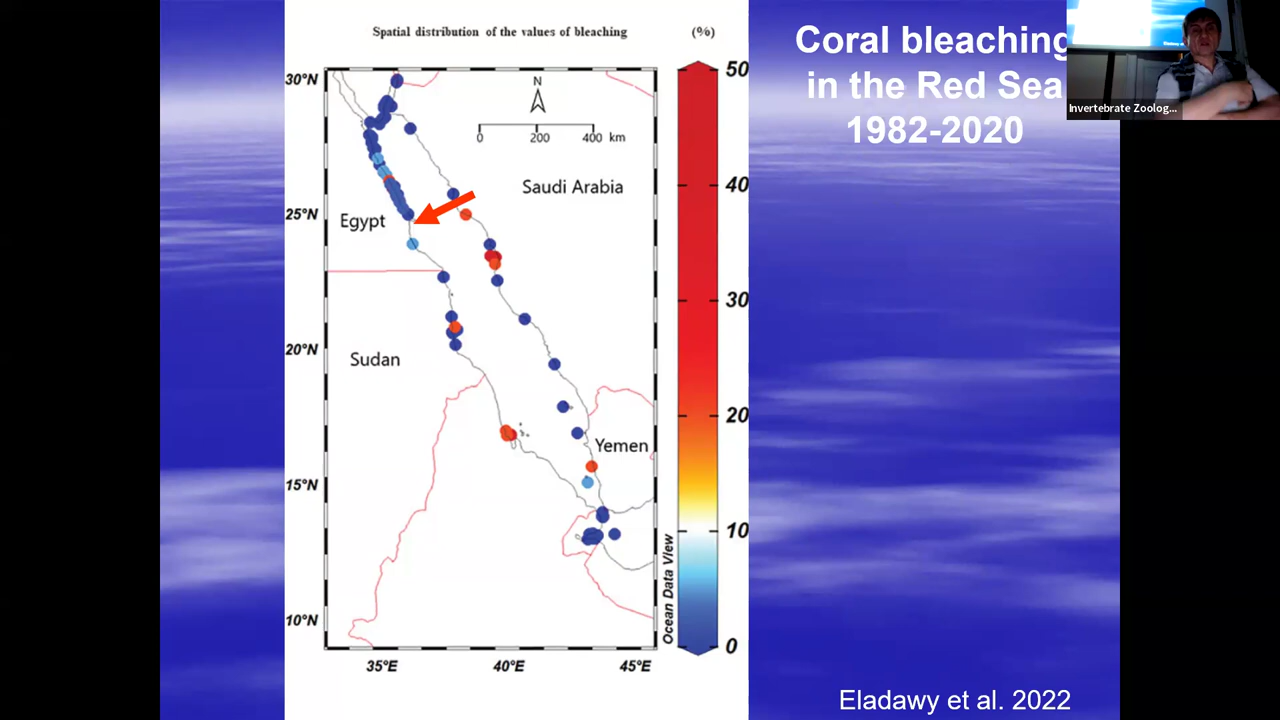 Spatial distribution of the values of bleaching (%)
Coral bleaching
in the Red Sea
1982-2020
Invertebrate Zoolog...
N
0 200 400 km
Saudi Arabia
Egypt
Sudan
Yemen
30°N
25°N
20°N
15°N
10°N
35°E
40°E
45°E
50
40
30
20
10
0
Ocean Data View
Eladawy et al. 2022